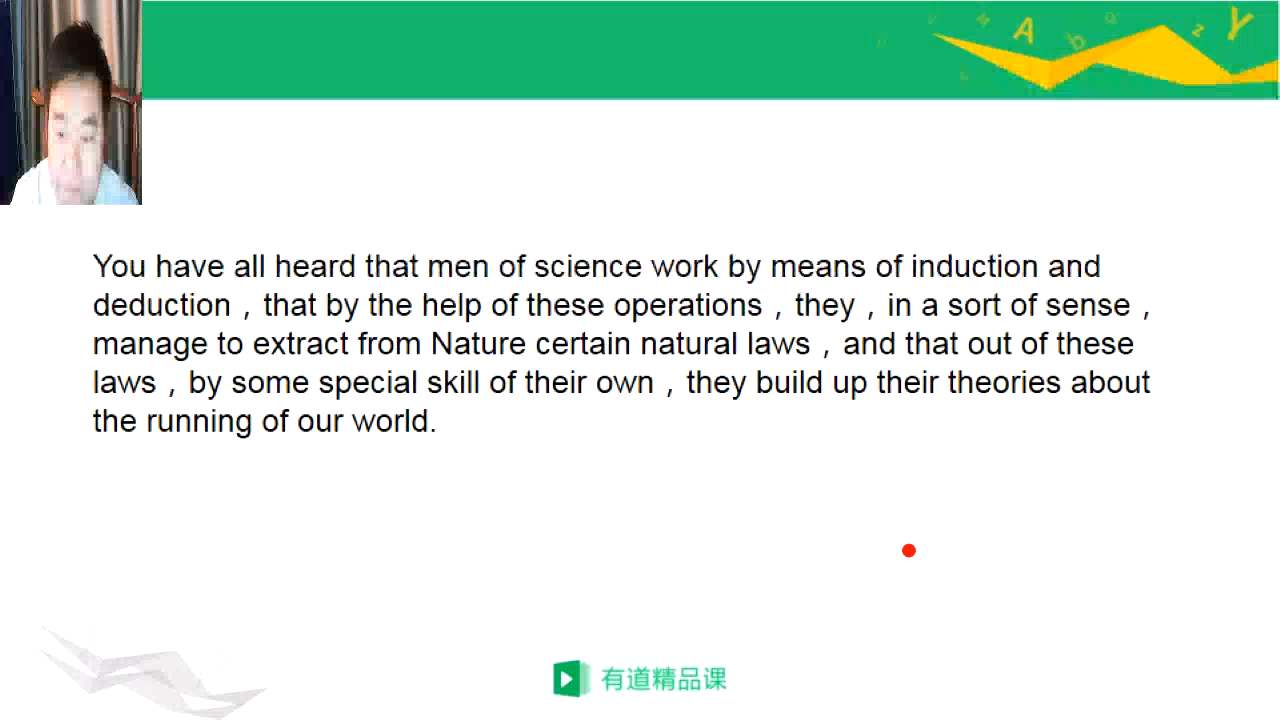 A b a z Y
You have all heard that men of science work by means of induction and
deduction，that by the help of these operations，they，in a sort of sense，
manage to extract from Nature certain natural laws，and that out of these
laws，by some special skill of their own，they build up their theories about
the running of our world.
有道精品课